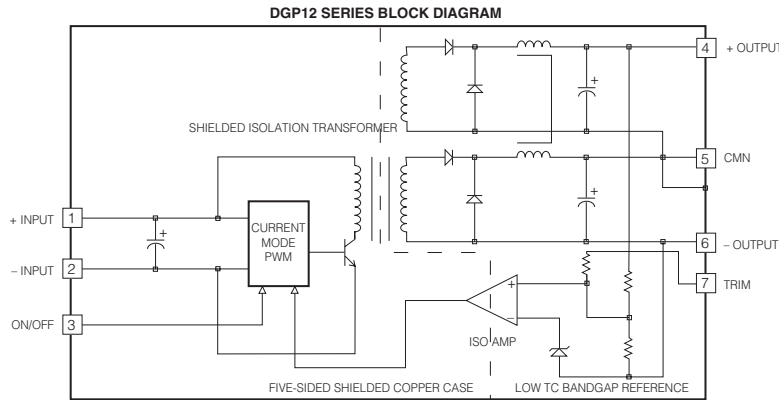 DGP12 SERIES BLOCK DIAGRAM
4 + OUTPUT
+
SHIELDED ISOLATION TRANSFORMER
5 CMN
+ INPUT 1
+
CURRENT
MODE
PWM
+
6 – OUTPUT
– INPUT 2
7 TRIM
+
ON/OFF 3
–
ISO AMP
FIVE-SIDED SHIELDED COPPER CASE
LOW TC BANDGAP REFERENCE